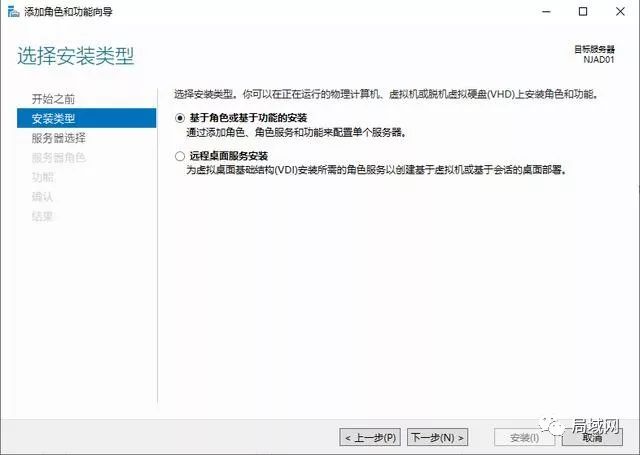 添加角色和功能向导
选择安装类型
目标服务器
NJAD01
开始之前
安装类型
服务器选择
服务器角色
功能
确认
结果
选择安装类型。你可以在正在运行的物理计算机、虚拟机或脱机虚拟硬盘(VHD)上安装角色和功能。
基于角色或基于功能的安装
通过添加角色、角色服务和功能来配置单个服务器。
远程桌面服务安装
为虚拟桌面基础结构(VDI)安装所需的角色服务以创建基于虚拟机或基于会话的桌面部署。
< 上一步(P)
下一步(N) >
安装(I)
取消
局域网